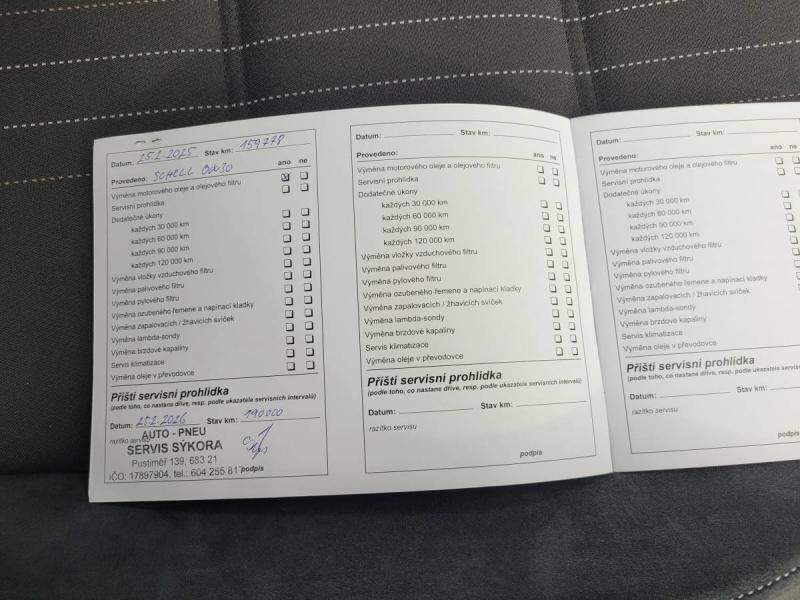 Datum: 25.2.2025 Stav km: 159778
Provedeno: SCHELL 0W30 ano ne
Výměna motorového oleje a olejového filtru
Servisní prohlídka
Dodatečné úkony
každých 30 000 km
každých 60 000 km
každých 90 000 km
každých 120 000 km
Výměna vložky vzduchového filtru
Výměna palivového filtru
Výměna pylového filtru
Výměna ozubeného řemene a napínací kladky
Výměna zapalovacích / žhavicích svíček
Výměna lambda-sondy
Výměna brzdové kapaliny
Servis klimatizace
Výměna oleje v převodovce
Příští servisní prohlídka
(podle toho, co nastane dříve, resp. podle ukazatele servisních intervalů)
Datum: 25.2.2026 Stav km: 190000
razítko servisu
AUTO - PNEU
SERVIS SÝKORA
Pustiměř 139, 683 21
IČO: 17897904, tel.: 604 255 81
podpis
Datum: Stav km:
Provedeno: ano ne
Výměna motorového oleje a olejového filtru
Servisní prohlídka
Dodatečné úkony
každých 30 000 km
každých 60 000 km
každých 90 000 km
každých 120 000 km
Výměna vložky vzduchového filtru
Výměna palivového filtru
Výměna pylového filtru
Výměna ozubeného řemene a napínací kladky
Výměna zapalovacích / žhavicích svíček
Výměna lambda-sondy
Výměna brzdové kapaliny
Servis klimatizace
Výměna oleje v převodovce
Příští servisní prohlídka
(podle toho, co nastane dříve, resp. podle ukazatele servisních intervalů)
Datum: Stav km:
razítko servisu
podpis
Datum: Stav km:
Provedeno: ano ne
Výměna motorového oleje a olejového filtru
Servisní prohlídka
Dodatečné úkony
každých 30 000 km
každých 60 000 km
každých 90 000 km
každých 120 000 km
Výměna vložky vzduchového filtru
Výměna palivového filtru
Výměna pylového filtru
Výměna ozubeného řemene a napínací kladky
Výměna zapalovacích / žhavicích svíček
Výměna lambda-sondy
Výměna brzdové kapaliny
Servis klimatizace
Výměna oleje v převodovce
Příští servisní prohlídka
(podle toho, co nastane dříve, resp. podle ukazatele servisních
Datum: Stav km:
razítko servisu
podpis